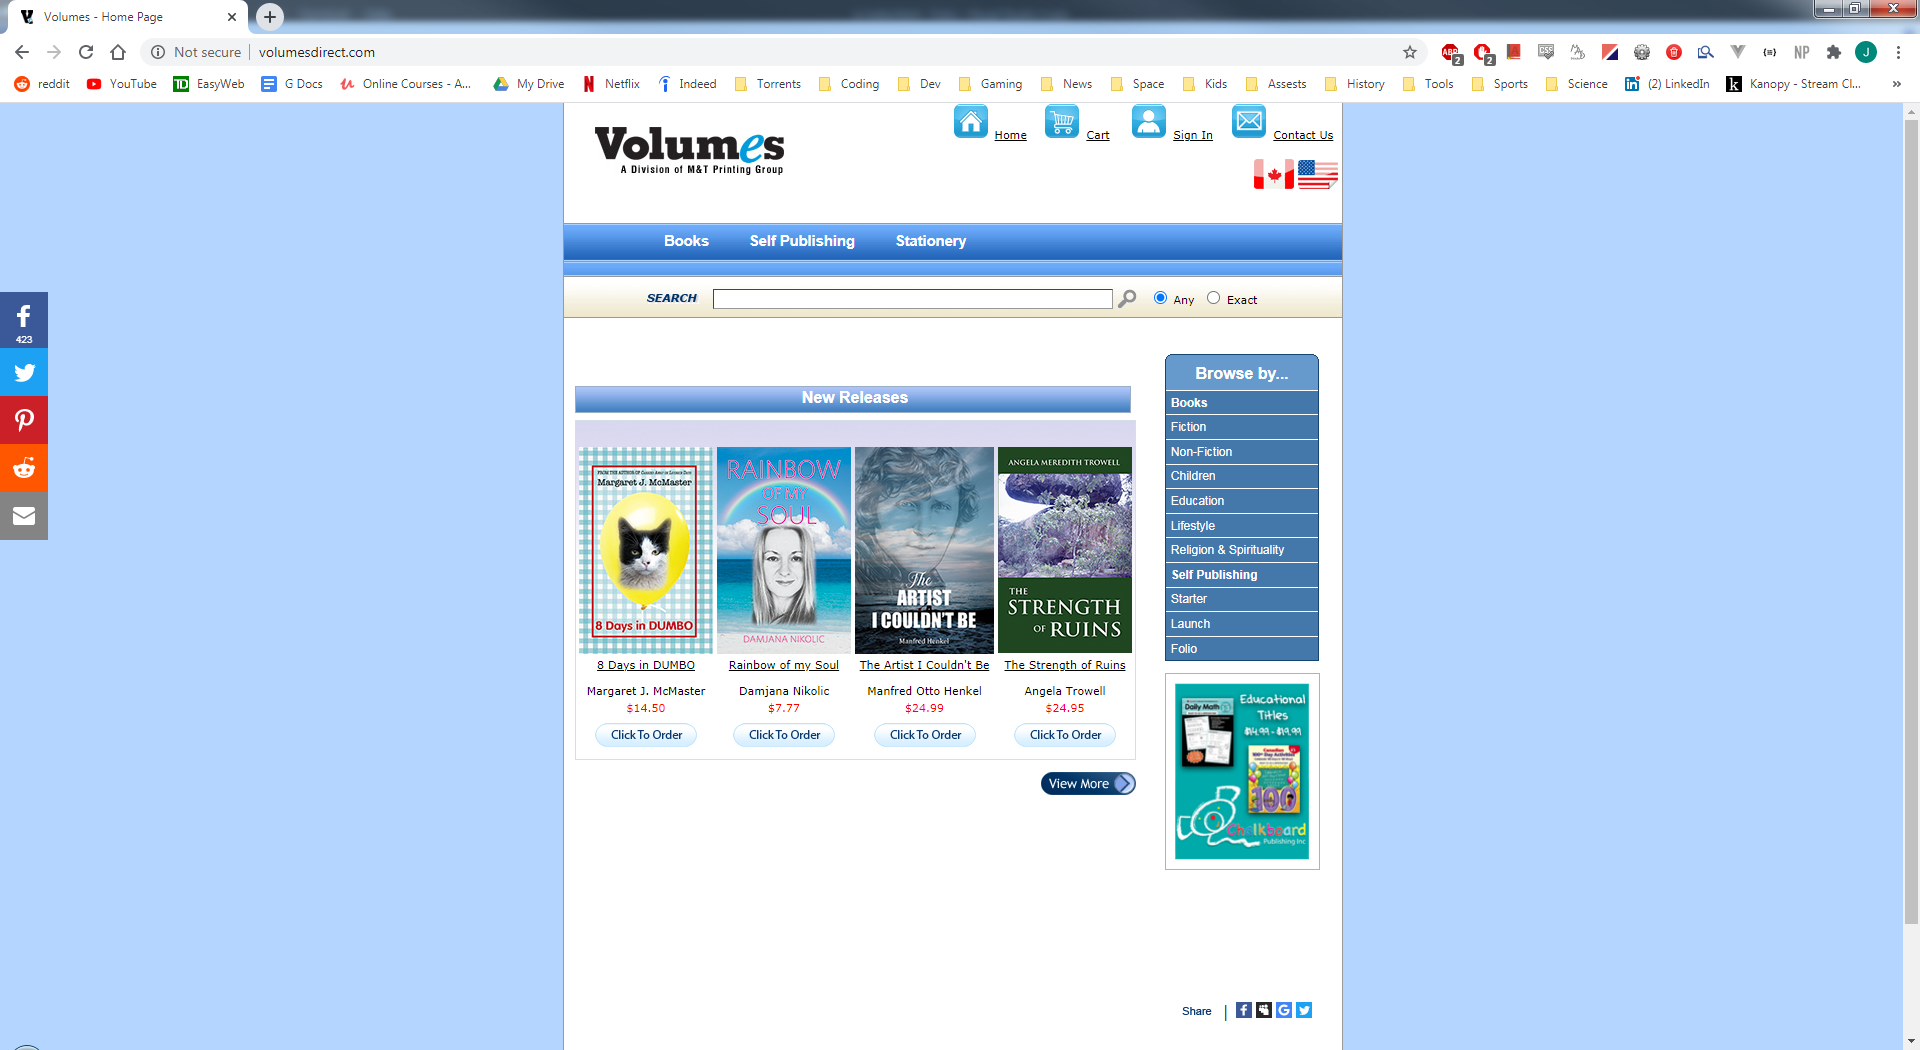 Volumes - Home Page
Not secure | volumesdirect.com
2
2
NP
J
reddit YouTube EasyWeb G Docs Online Courses - A... My Drive Netflix Indeed Torrents Coding Dev Gaming News Space Kids Assests History Tools Sports Science (2) LinkedIn Kanopy - Stream Cl... »
Volumes
A Division of M&T Printing Group
Home Cart Sign In Contact Us
Books Self Publishing Stationery
SEARCH Any Exact
423
New Releases
FROM THE AUTHOR OF Carried Away on Licorice Days
Margaret J. McMaster
8 Days in DUMBO
RAINBOW
OF MY
SOUL
DAMJANA NIKOLIC
The
ARTIST
I COULDN'T BE
Manfred Henkel
ANGELA MEREDITH TROWELL
THE
STRENGTH
OF RUINS
8 Days in DUMBO
Margaret J. McMaster
$14.50
Click To Order
Rainbow of my Soul
Damjana Nikolic
$7.77
Click To Order
The Artist I Couldn't Be
Manfred Otto Henkel
$24.99
Click To Order
The Strength of Ruins
Angela Trowell
$24.95
Click To Order
View More
Browse by...
Books
Fiction
Non-Fiction
Children
Education
Lifestyle
Religion & Spirituality
Self Publishing
Starter
Launch
Folio
Educational
Titles
$14.99 - $19.99
Daily Math
100
Chalkboard
Publishing Inc
Share |